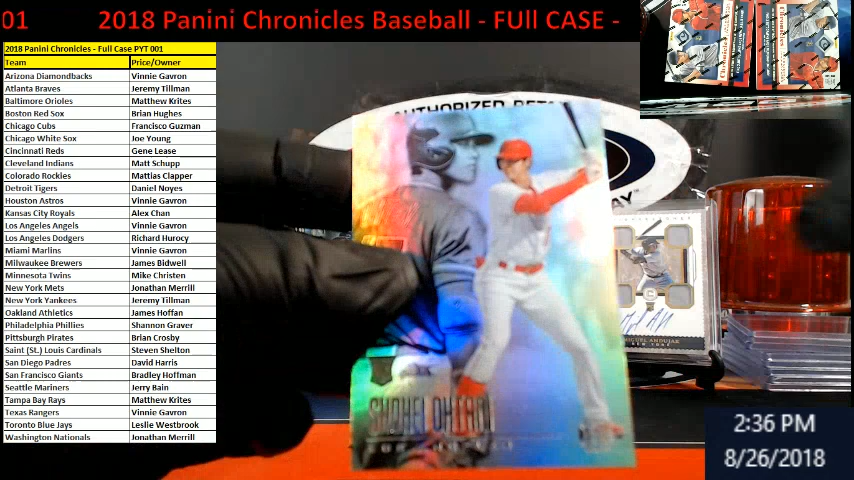 01 2018 Panini Chronicles Baseball - FUll CASE -
2018 Panini Chronicles - Full Case PYT 001
Team Price/Owner
Arizona Diamondbacks Vinnie Gavron
Atlanta Braves Jeremy Tillman
Baltimore Orioles Matthew Krites
Boston Red Sox Brian Hughes
Chicago Cubs Francisco Guzman
Chicago White Sox Joe Young
Cincinnati Reds Gene Lease
Cleveland Indians Matt Schupp
Colorado Rockies Mattias Clapper
Detroit Tigers Daniel Noyes
Houston Astros Vinnie Gavron
Kansas City Royals Alex Chan
Los Angeles Angels Vinnie Gavron
Los Angeles Dodgers Richard Hurocy
Miami Marlins Vinnie Gavron
Milwaukee Brewers James Bidwell
Minnesota Twins Mike Christen
New York Mets Jonathan Merrill
New York Yankees Jeremy Tillman
Oakland Athletics James Hoffan
Philadelphia Phillies Shannon Graver
Pittsburgh Pirates Brian Crosby
Saint (St.) Louis Cardinals Steven Shelton
San Diego Padres David Harris
San Francisco Giants Bradley Hoffman
Seattle Mariners Jerry Bain
Tampa Bay Rays Matthew Krites
Texas Rangers Vinnie Gavron
Toronto Blue Jays Leslie Westbrook
Washington Nationals Jonathan Merrill
AUTHORIZED
SHOHEI OHTANI
MIGUEL ANDUJAR
NEW YORK
Chronicles
2:36 PM
8/26/2018